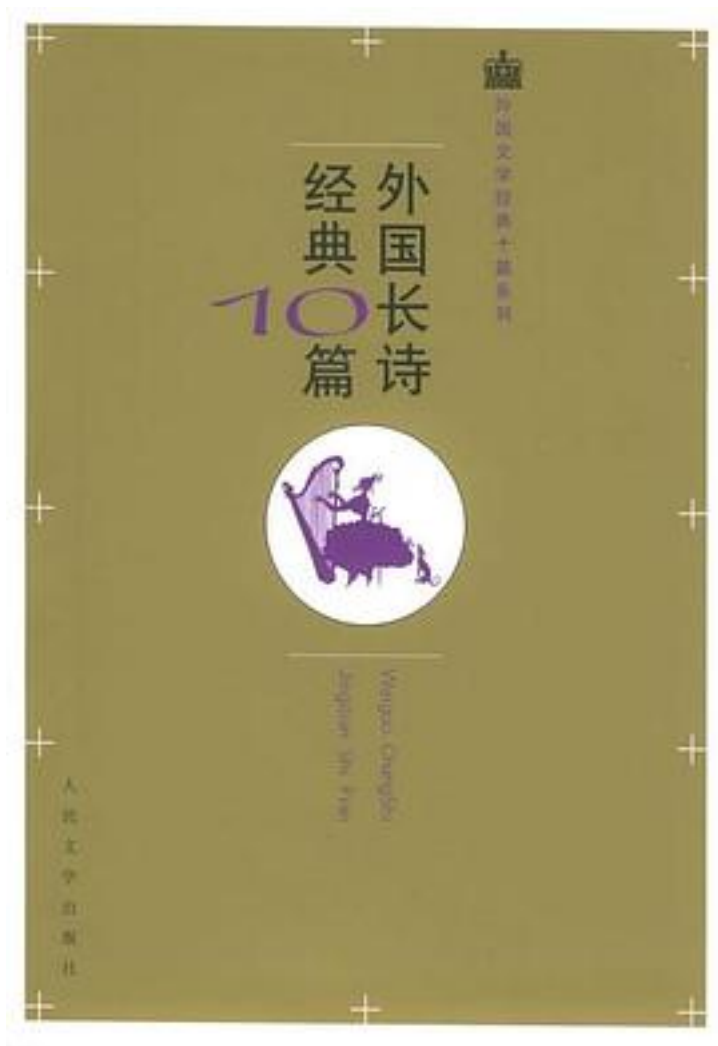 外国文学经典十篇系列
外国长诗
经典10篇
Waiguo Changshi
Jingdian Shi Pian
人民文学出版社